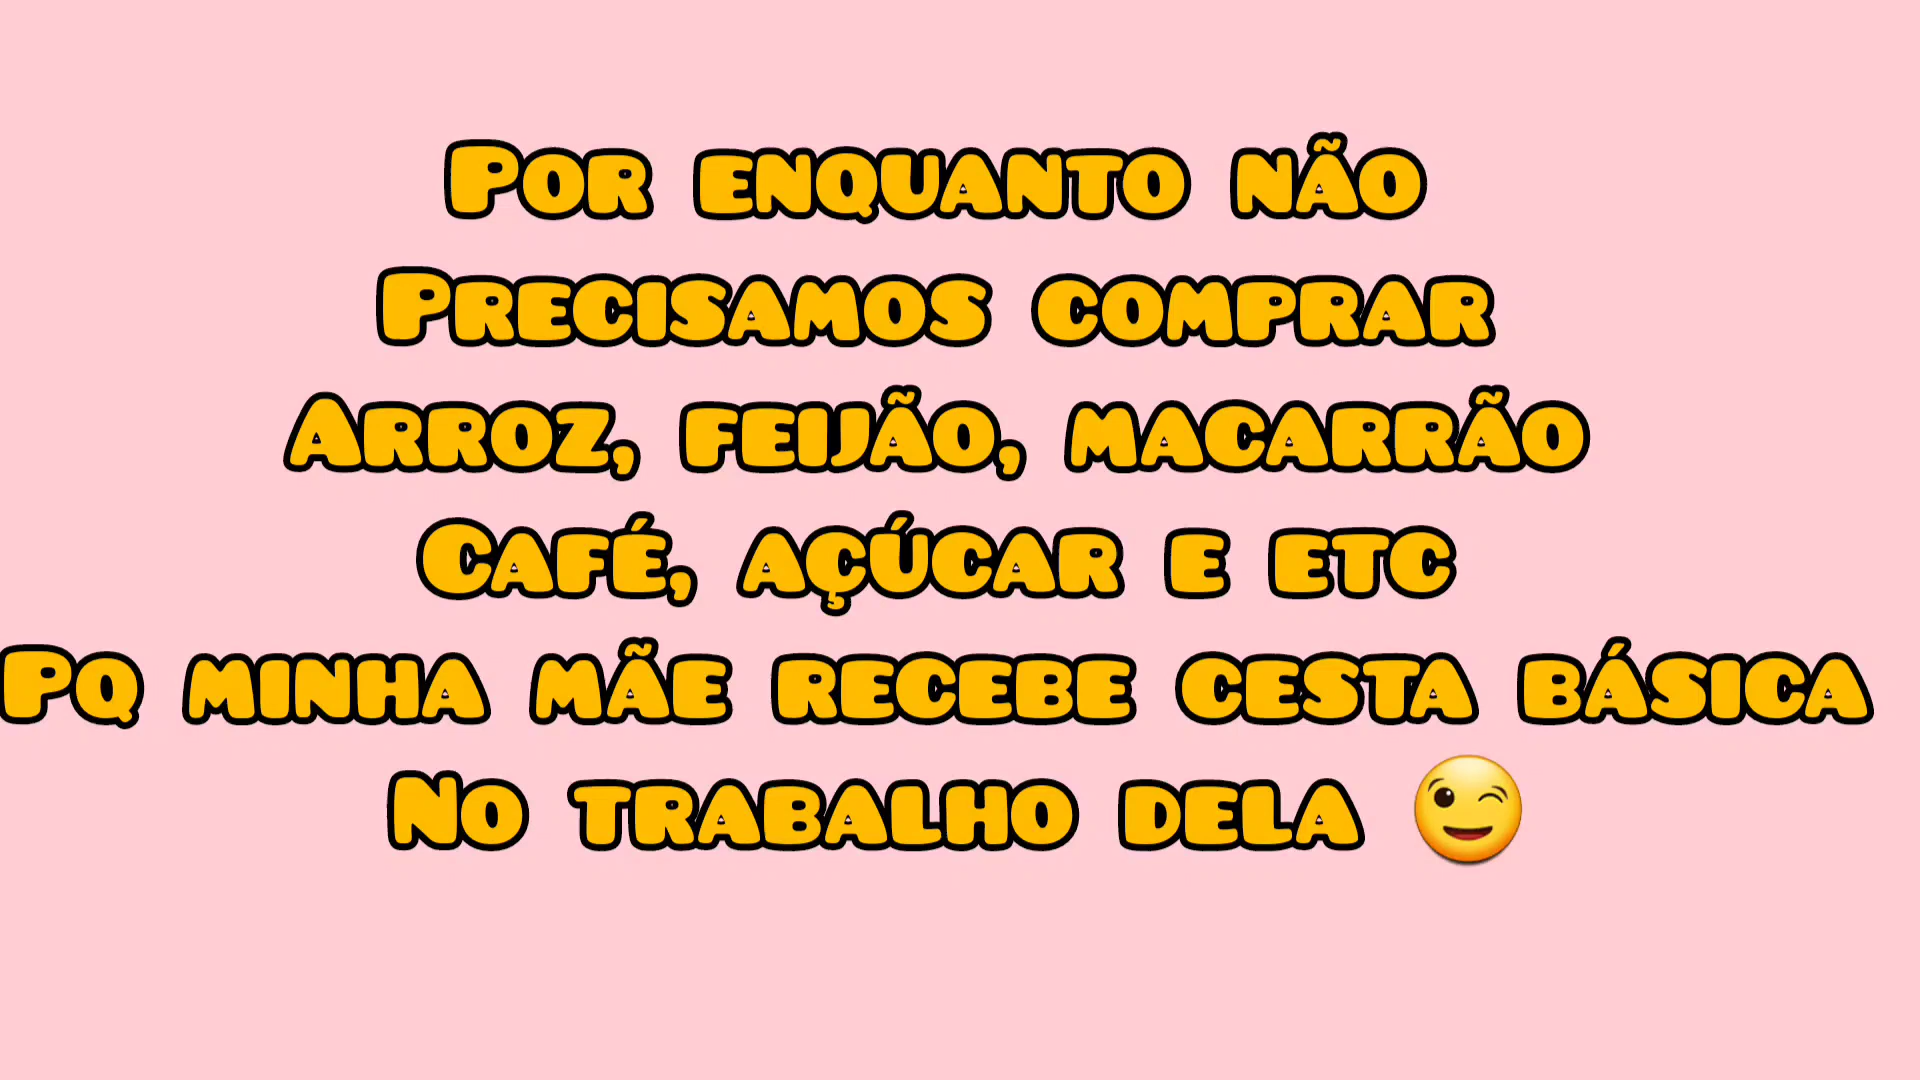 Por enquanto não
Precisamos comprar
Arroz, feijão, macarrão
Café, açúcar e etc
Pq minha mãe recebe cesta básica
No trabalho dela 😉